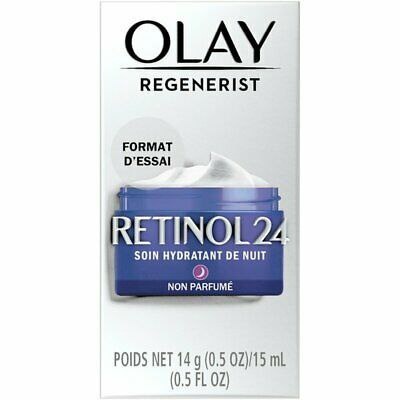 OLAY
REGENERIST
FORMAT
D'ESSAI
RETINOL24
SOIN HYDRATANT DE NUIT
NON PARFUMÉ
POIDS NET 14 g (0.5 OZ)/15 mL
(0.5 FL OZ)